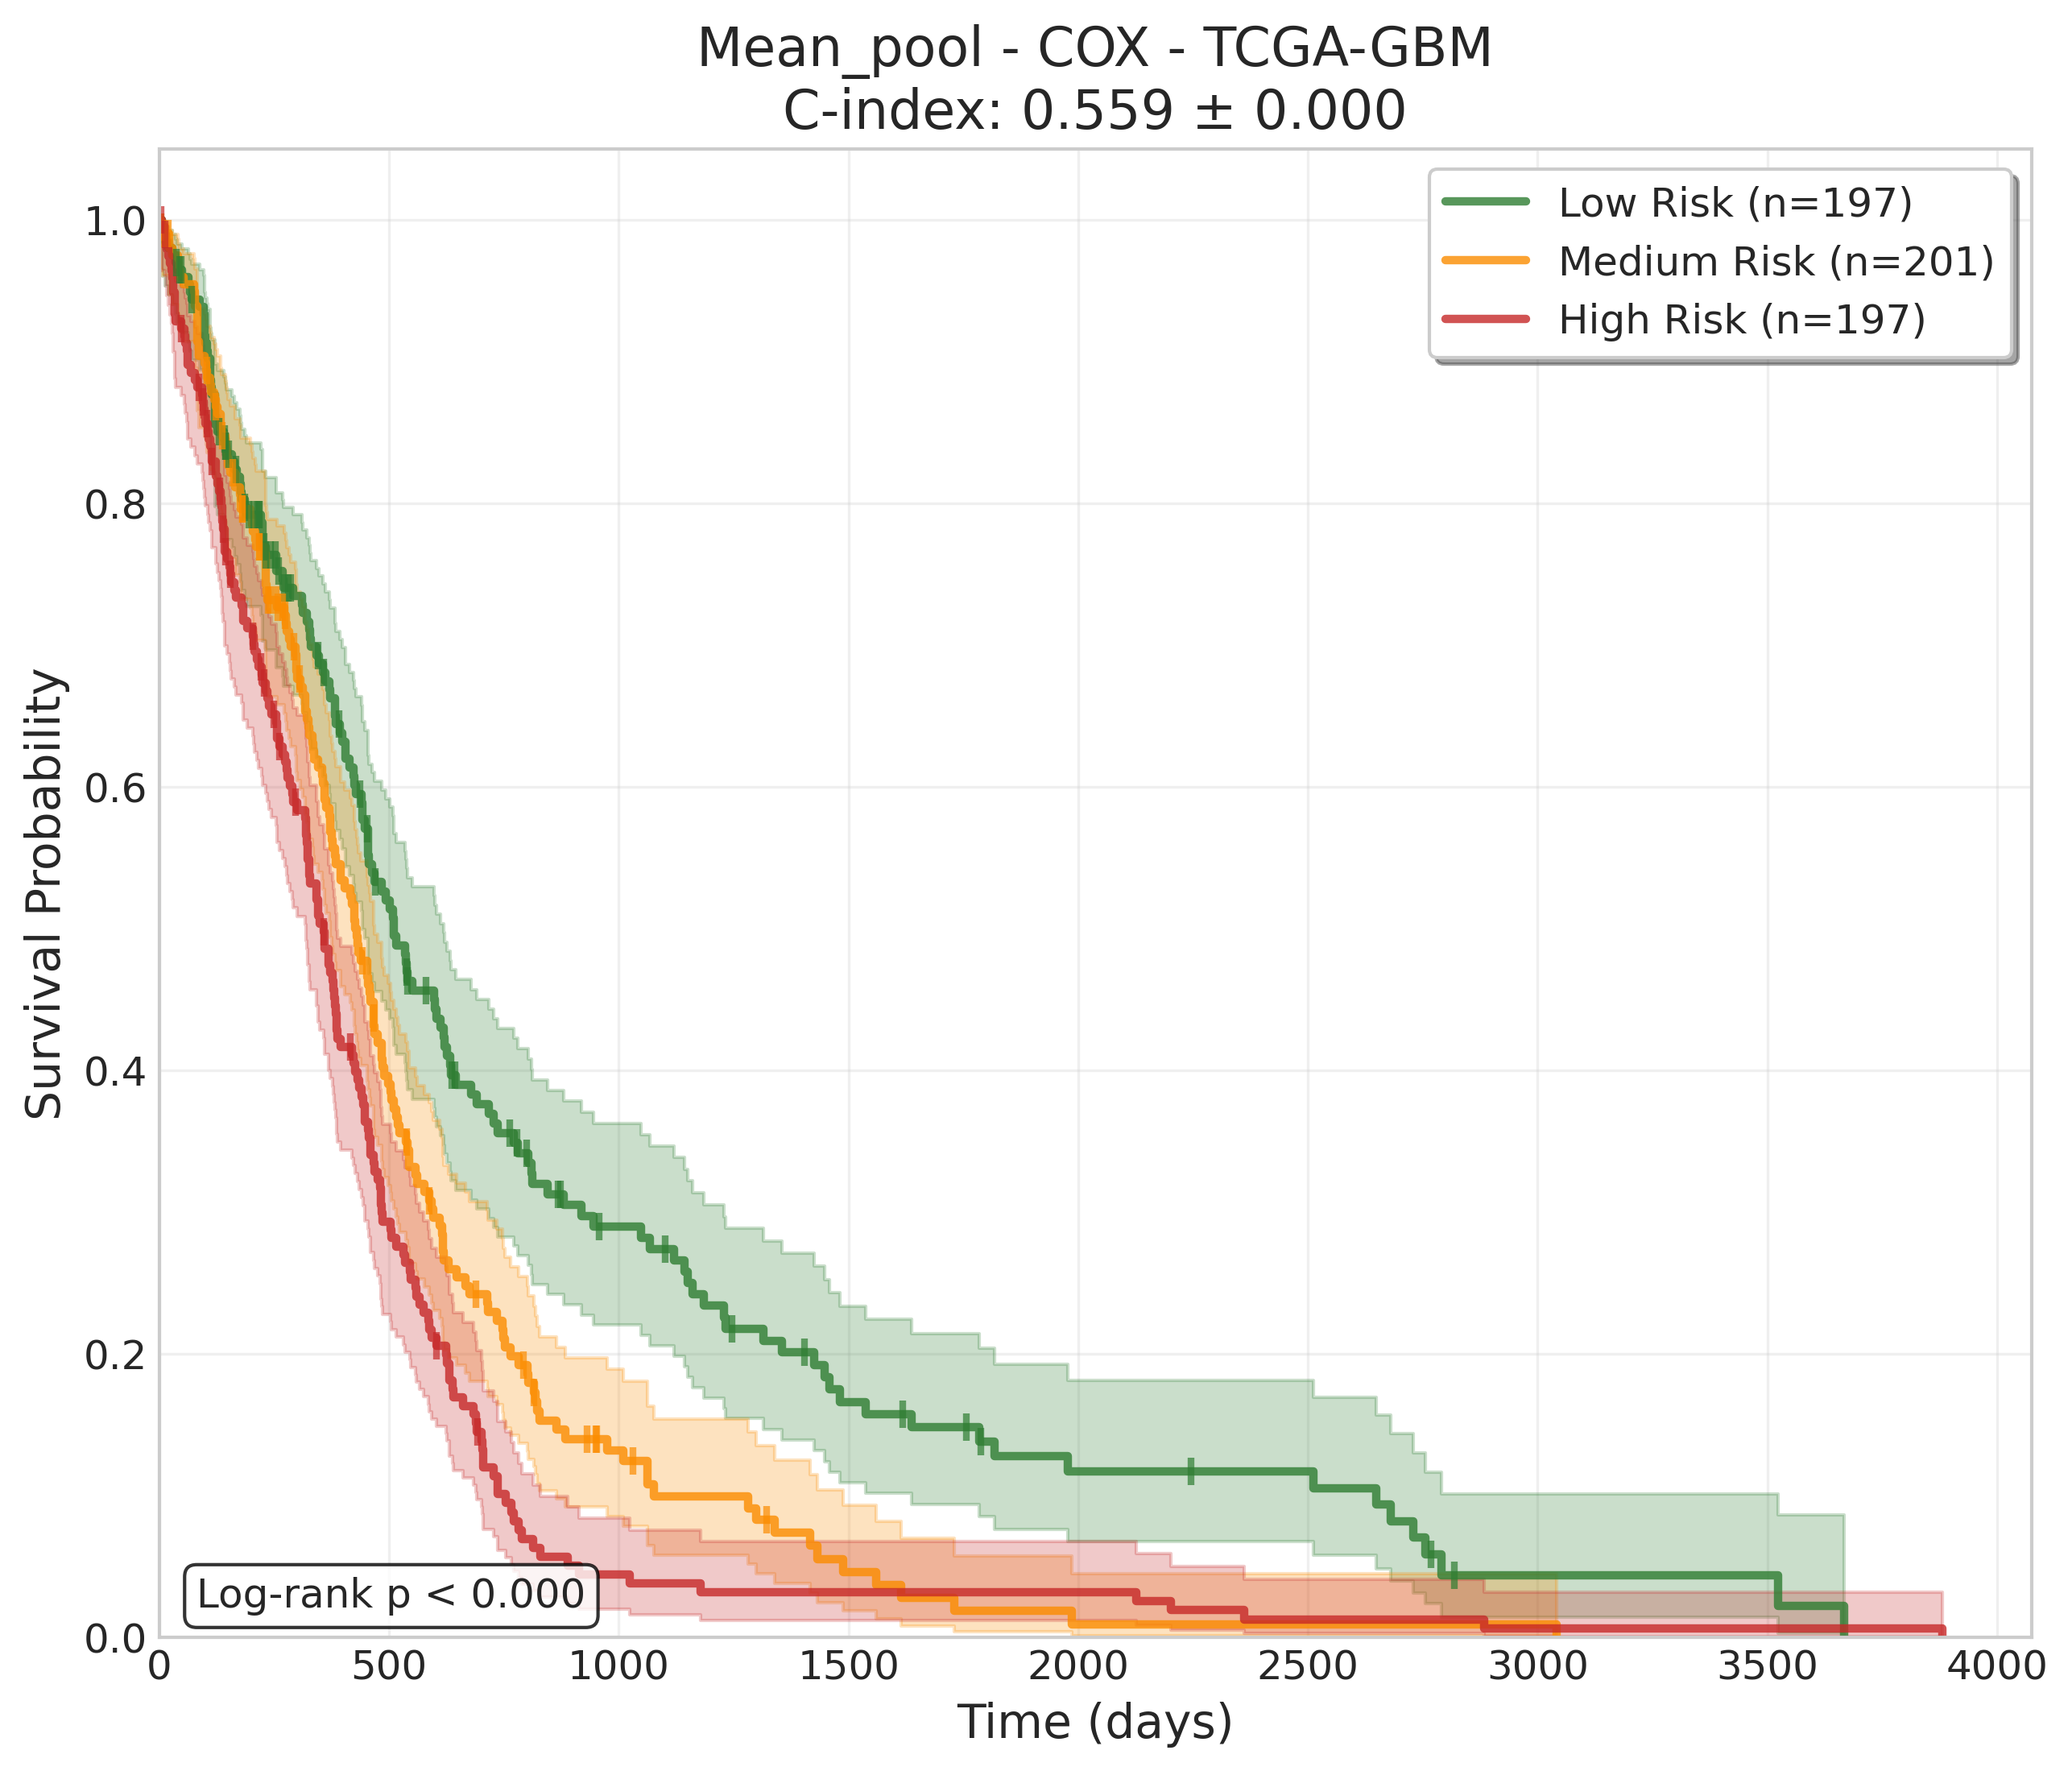 Mean_pool - COX - TCGA-GBM
C-index: 0.559 ± 0.000
Low Risk (n=197)
Medium Risk (n=201)
High Risk (n=197)
Survival Probability
1.0
0.8
0.6
0.4
0.2
0.0
Log-rank p < 0.000
0 500 1000 1500 2000 2500 3000 3500 4000
Time (days)